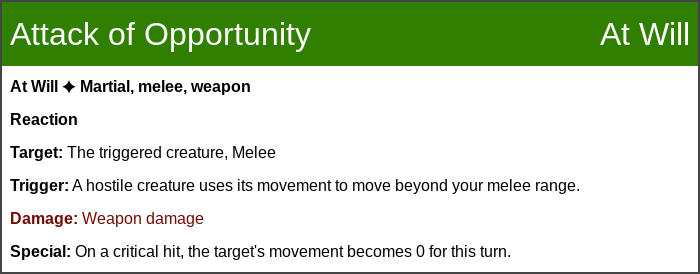 Attack of Opportunity At Will
At Will ✦ Martial, melee, weapon
Reaction
Target: The triggered creature, Melee
Trigger: A hostile creature uses its movement to move beyond your melee range.
Damage: Weapon damage
Special: On a critical hit, the target's movement becomes 0 for this turn.